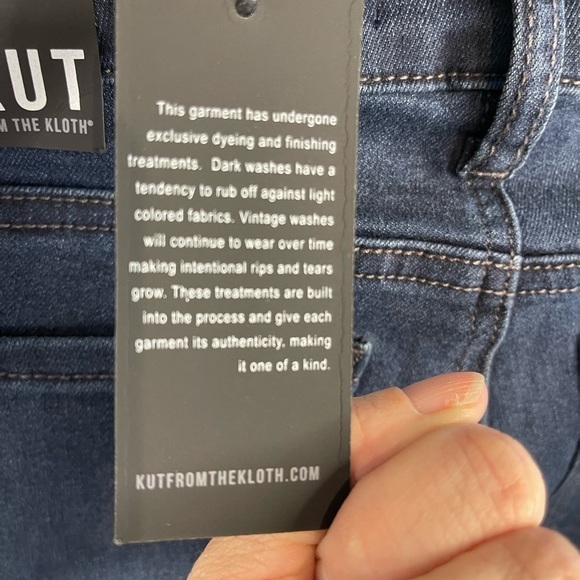 KUT
M THE KLOTH®
This garment has undergone
exclusive dyeing and finishing
treatments. Dark washes have a
tendency to rub off against light
colored fabrics. Vintage washes
will continue to wear over time
making intentional rips and tears
grow. These treatments are built
into the process and give each
garment its authenticity, making
it one of a kind.
KUTFROMTHEKLOTH.COM